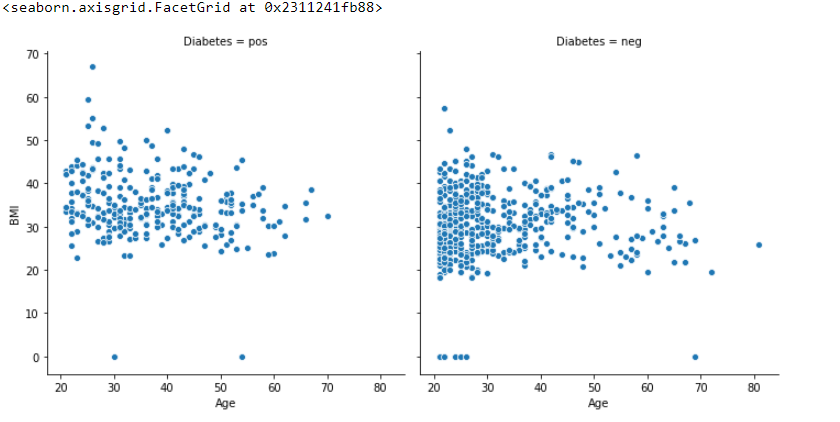 <seaborn.axisgrid.FacetGrid at 0x2311241fb88>
Diabetes = pos
Diabetes = neg
70
60
50
40
30
20
10
0
BMI
20 30 40 50 60 70 80
20 30 40 50 60 70 80
Age
Age